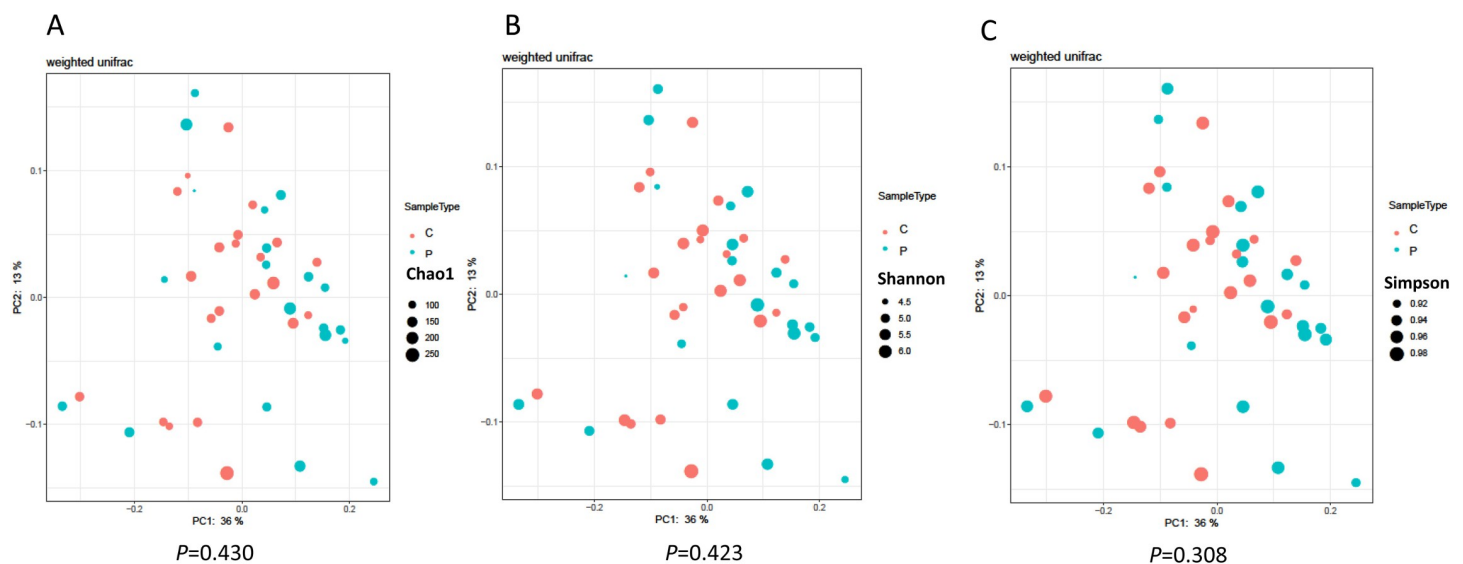 A
weighted unifrac
PC2: 13 %
0.1
0.0
−0.1
−0.2
0.0
0.2
PC1: 36 %
SampleType
C
P
Chao1
100
150
200
250
P=0.430
B
weighted unifrac
PC2: 13 %
0.1
0.0
−0.1
−0.2
0.0
0.2
PC1: 36 %
SampleType
C
P
Shannon
4.5
5.0
5.5
6.0
P=0.423
C
weighted unifrac
PC2: 13 %
0.1
0.0
−0.1
−0.2
0.0
0.2
PC1: 36 %
SampleType
C
P
Simpson
0.92
0.94
0.96
0.98
P=0.308